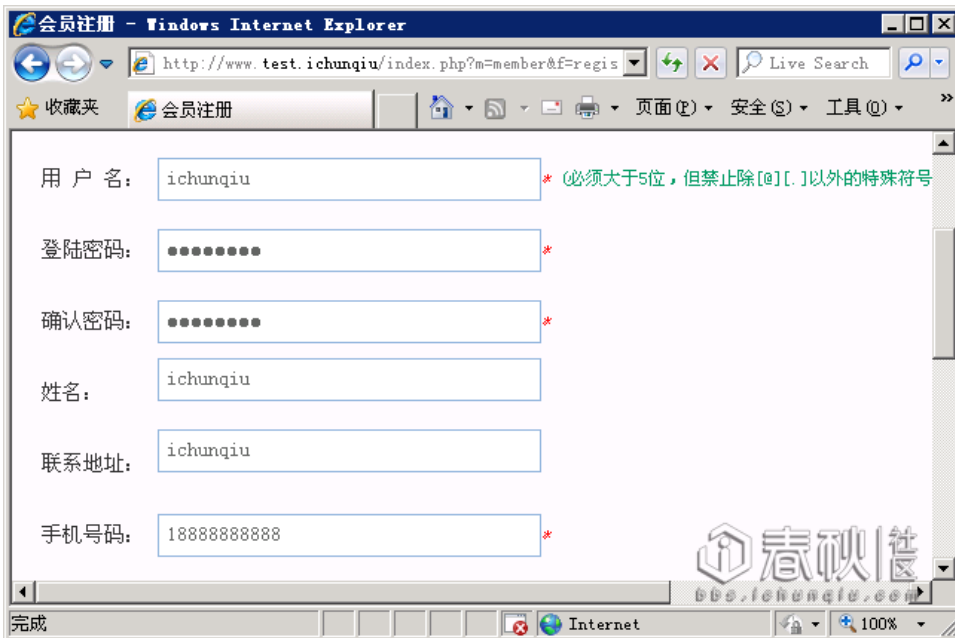 会员注册 - Windows Internet Explorer
http://www.test.ichunqiu/index.php?m=member&f=regis
Live Search
收藏夹
会员注册
页面(P)
安全(S)
工具(O)
»
用 户 名：
ichunqiu
* (必须大于5位，但禁止除[@][.]以外的特殊符号
登陆密码：
●●●●●●●●
*
确认密码：
●●●●●●●●
*
姓名：
ichunqiu
联系地址：
ichunqiu
手机号码：
18888888888
*
春秋 社区
bbs.ichunqiu.com
完成
Internet
100%